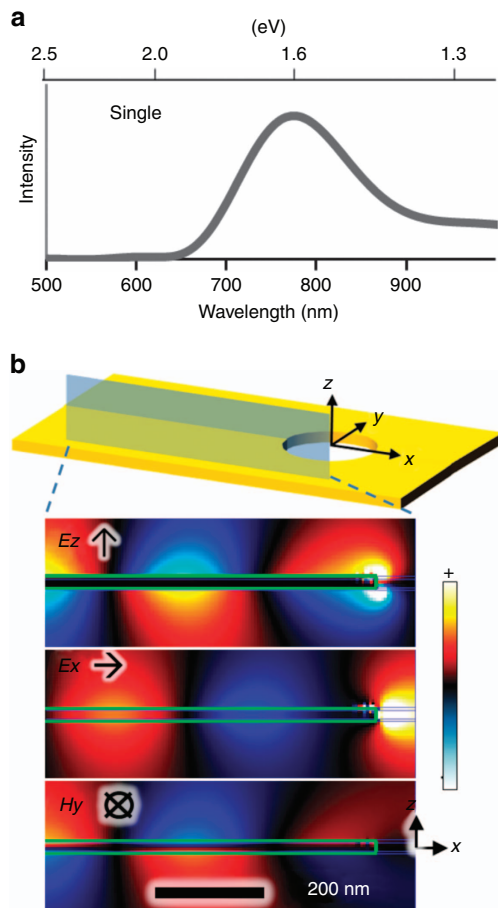 a
(eV)
2.5 2.0 1.6 1.3
Single
Intensity
500 600 700 800 900
Wavelength (nm)
b
z
y
x
Ez
+
Ex
-
Hy
z
x
200 nm